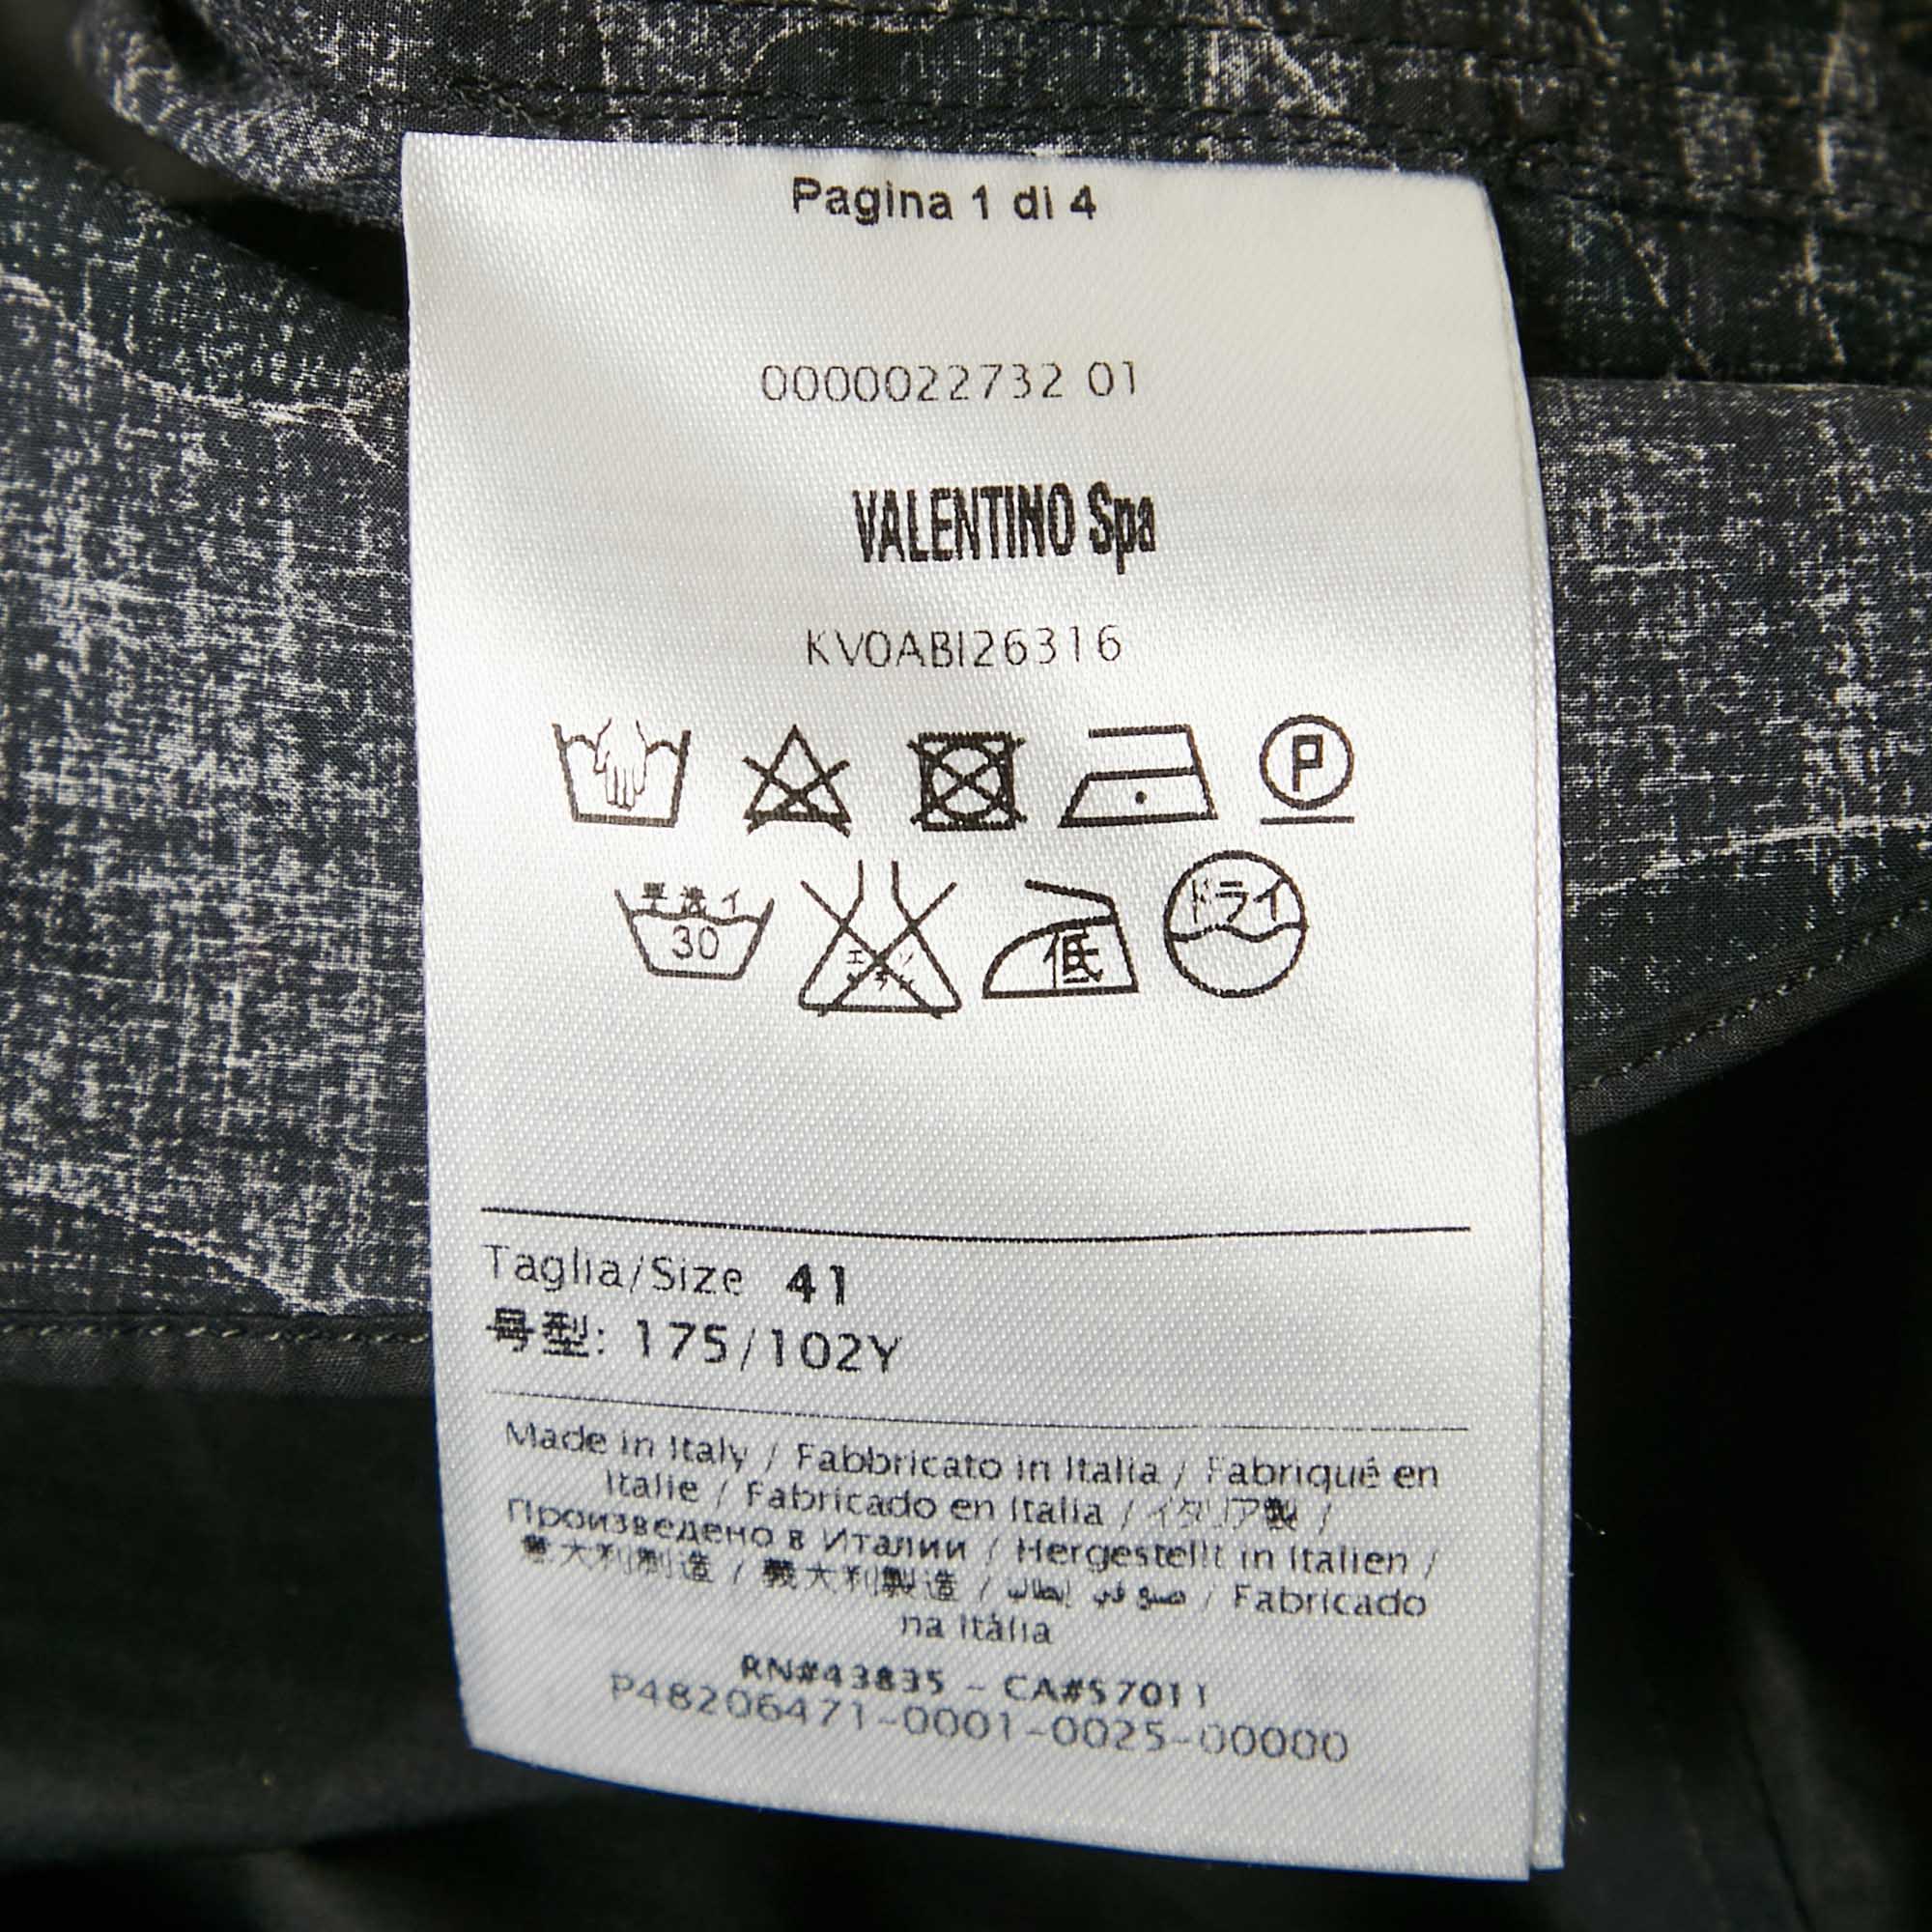 Pagina 1 di 4
0000022732 01
VALENTINO Spa
KV0ABI26316
P
30
低
ドライ
Taglia/Size 41
号型: 175/102Y
Made in Italy / Fabbricato in Italia / Fabriqué en
Italie / Fabricado en Italia / イタリア製 /
Произведено в Италии / Hergestellt in Italien /
意大利制造 / 義大利製造 / صنع في إيطاليا / Fabricado
na Itália
RN#43835 - CA#57011
P48206471-0001-0025-00000